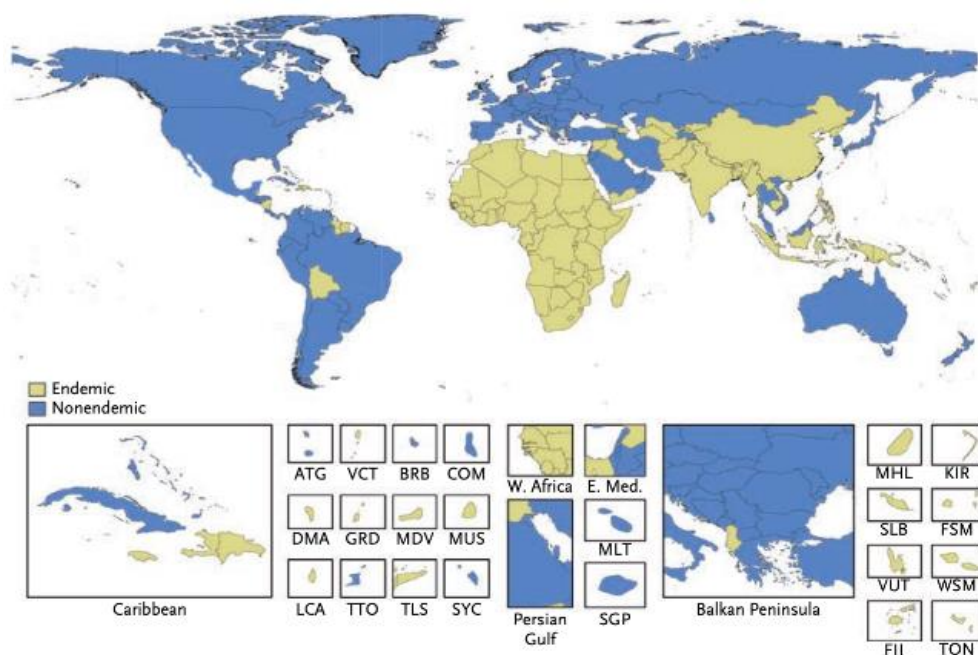 Endemic
Nonendemic
ATG VCT BRB COM
DMA GRD MDV MUS
LCA TTO TLS SYC
Caribbean
W. Africa E. Med.
MLT
SGP
Persian
Gulf
Balkan Peninsula
MHL KIR
SLB FSM
VUT WSM
FJI TON